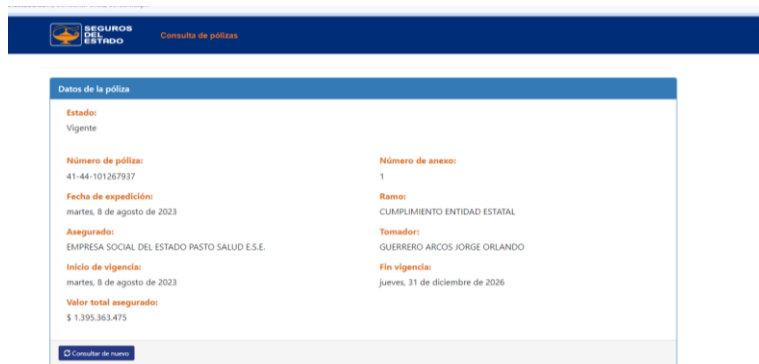 SEGUROS
DEL
ESTADO
Consulta de pólizas
Datos de la póliza
Estado:
Vigente
Número de póliza:
41-44-101267937
Número de anexo:
1
Fecha de expedición:
martes, 8 de agosto de 2023
Ramo:
CUMPLIMIENTO ENTIDAD ESTATAL
Asegurado:
EMPRESA SOCIAL DEL ESTADO PASTO SALUD E.S.E.
Tomador:
GUERRERO ARCOS JORGE ORLANDO
Inicio de vigencia:
martes, 8 de agosto de 2023
Fin vigencia:
jueves, 31 de diciembre de 2026
Valor total asegurado:
$ 1.395.363.475
Consultar de nuevo